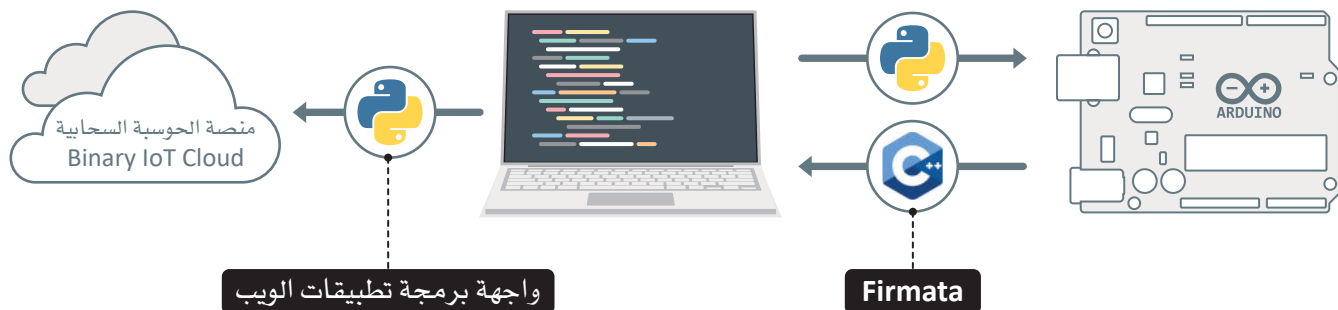 منصة الحوسبة السحابية
Binary IoT Cloud
C++
ARDUINO
واجهة برمجة تطبيقات الويب
Firmata